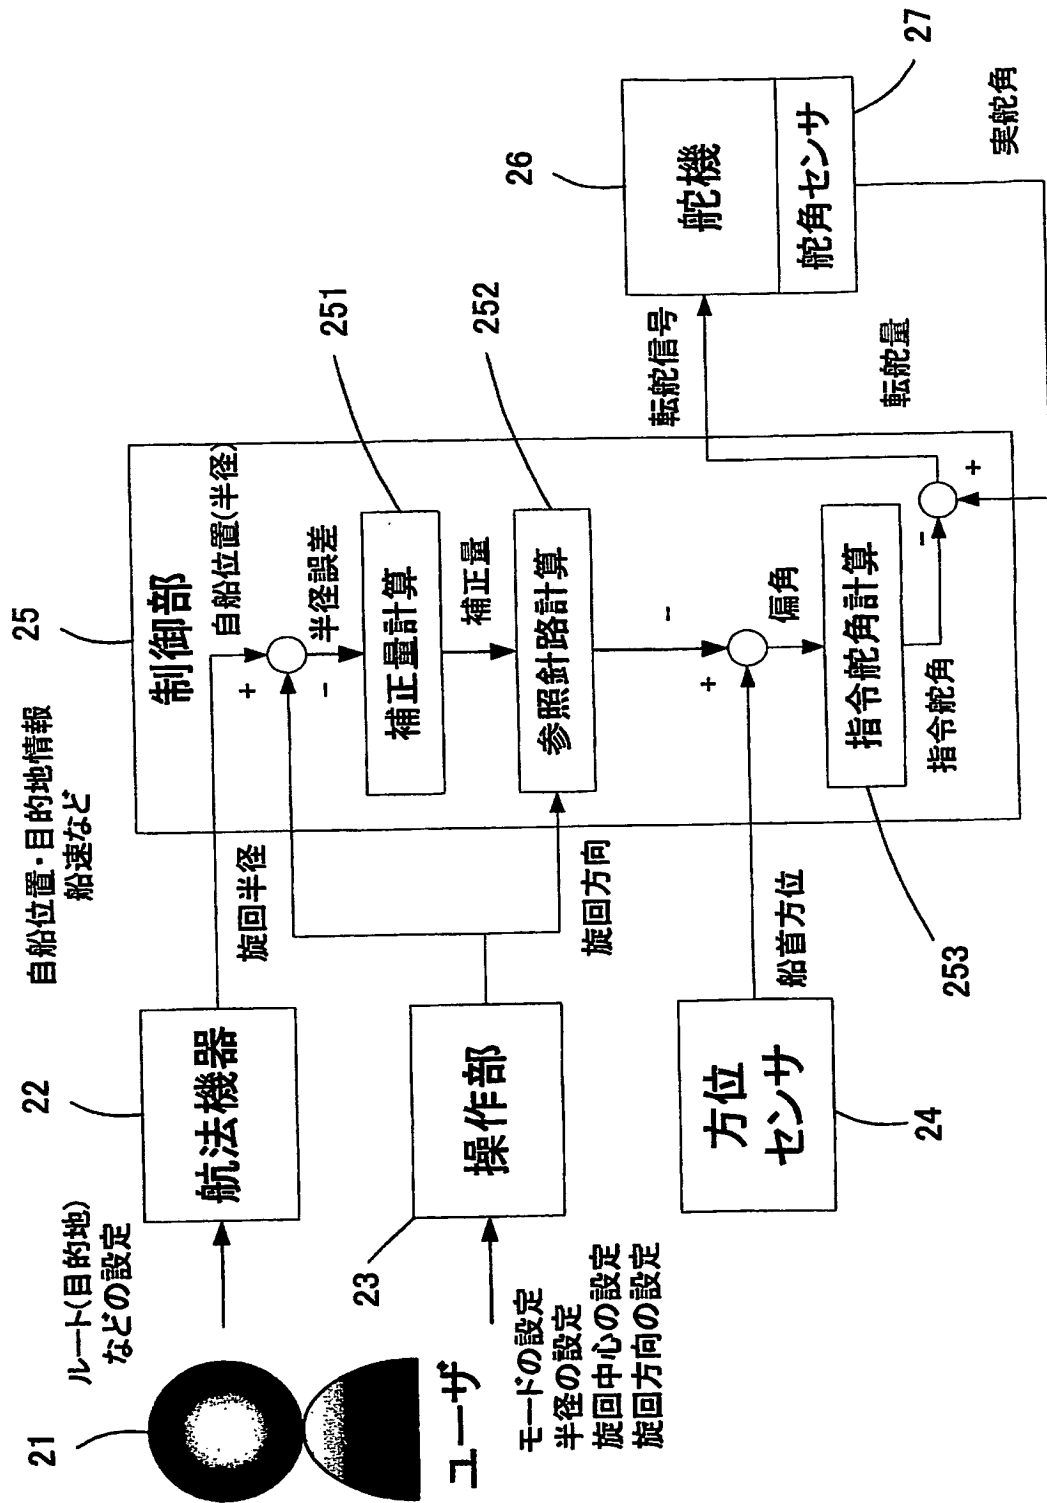 21
ユーザ
ルート(目的地)
などの設定
モードの設定
半径の設定
旋回中心の設定
旋回方向の設定
22
航法機器
23
操作部
方位
センサ
24
自船位置・目的地情報
船速など
旋回半径
旋回方向
船首方位
25
制御部
自船位置(半径)
+
-
半径誤差
251
補正量計算
補正量
252
参照針路計算
-
+
偏角
253
指令舵角計算
指令舵角
-
+
転舵信号
転舵量
26
舵機
舵角センサ
27
実舵角